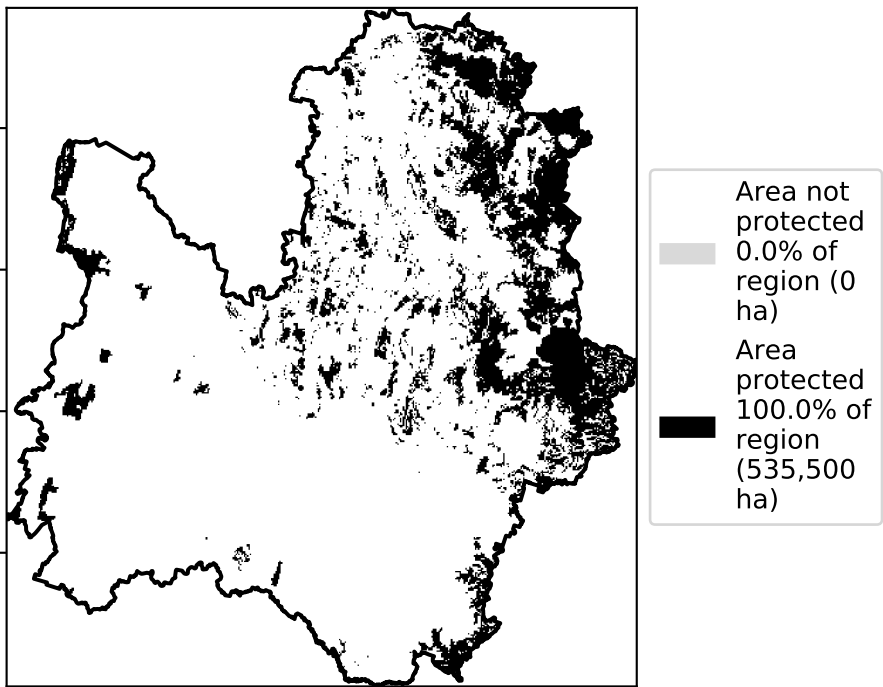 Area not
protected
0.0% of
region (0
ha)
Area
protected
100.0% of
region
(535,500
ha)